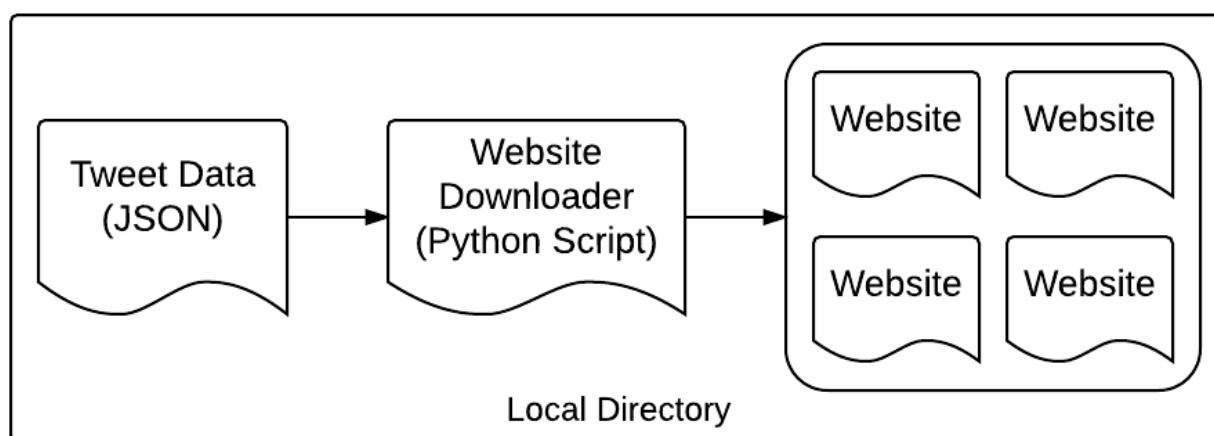 Tweet Data
(JSON)
Website
Downloader
(Python Script)
Website
Website
Website
Website
Local Directory